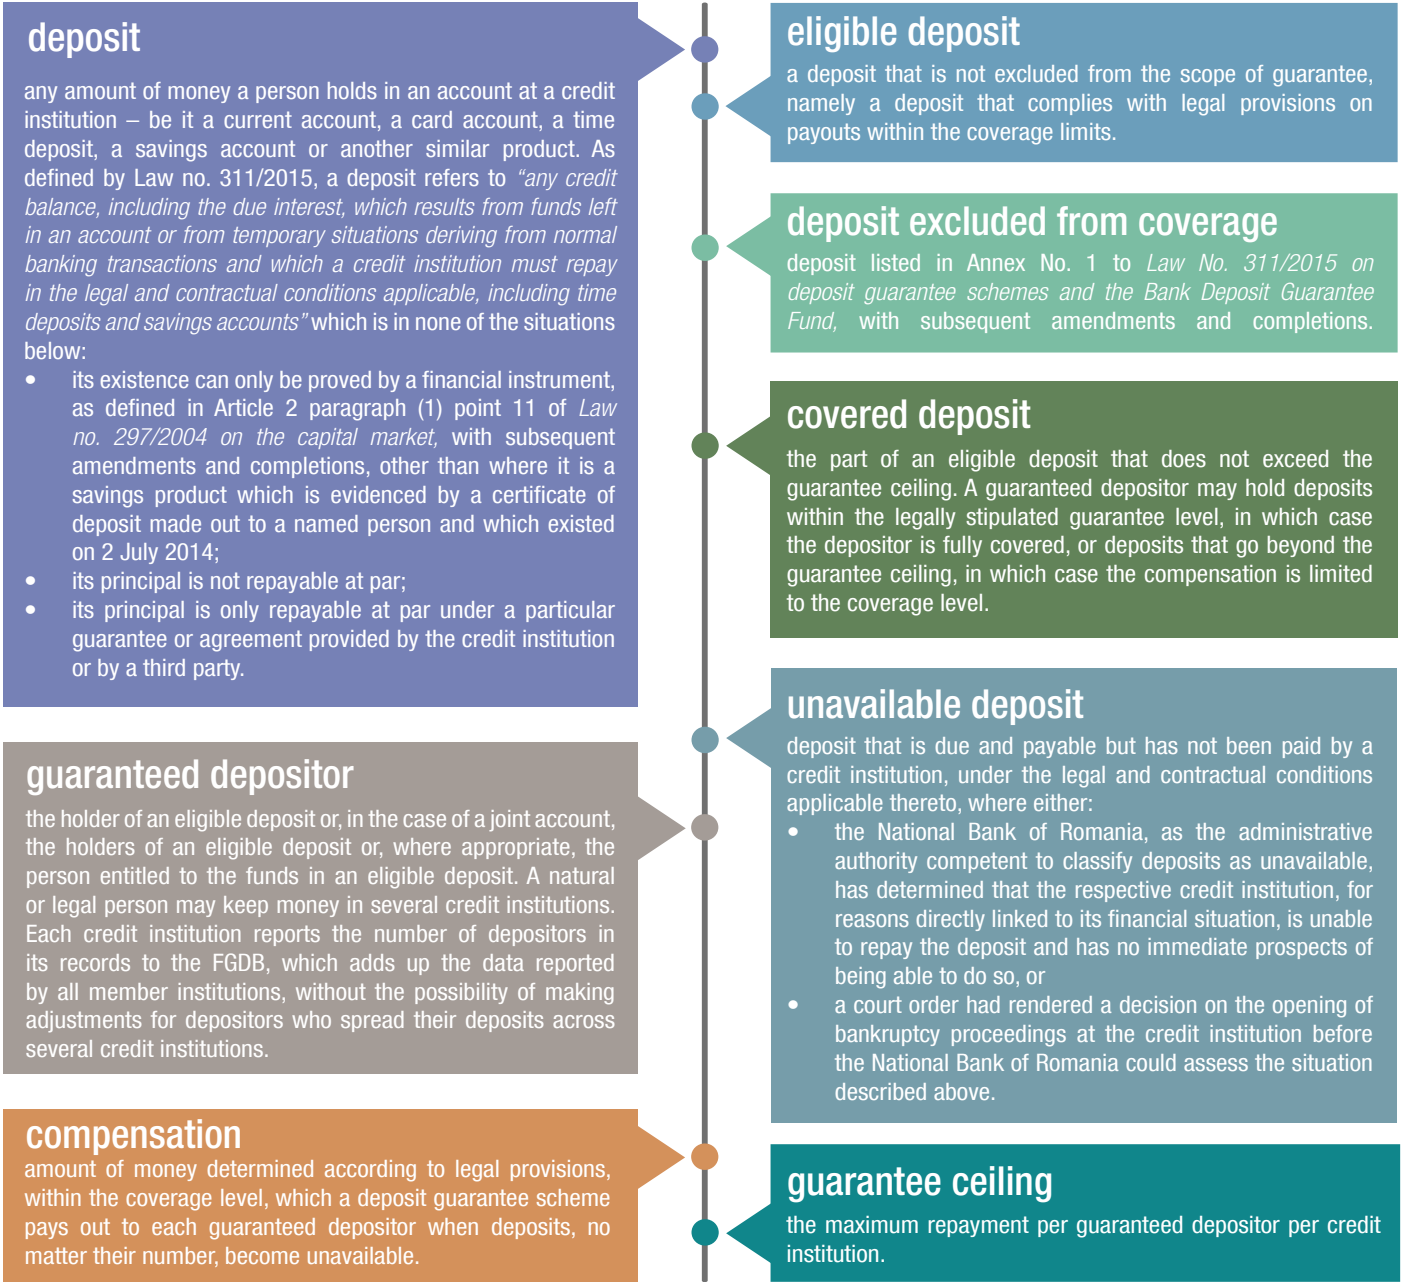 deposit
any amount of money a person holds in an account at a credit
institution – be it a current account, a card account, a time
deposit, a savings account or another similar product. As
defined by Law no. 311/2015, a deposit refers to “any credit
balance, including the due interest, which results from funds left
in an account or from temporary situations deriving from normal
banking transactions and which a credit institution must repay
in the legal and contractual conditions applicable, including time
deposits and savings accounts” which is in none of the situations
below:
• its existence can only be proved by a financial instrument,
as defined in Article 2 paragraph (1) point 11 of Law
no. 297/2004 on the capital market, with subsequent
amendments and completions, other than where it is a
savings product which is evidenced by a certificate of
deposit made out to a named person and which existed
on 2 July 2014;
• its principal is not repayable at par;
• its principal is only repayable at par under a particular
guarantee or agreement provided by the credit institution
or by a third party.
eligible deposit
a deposit that is not excluded from the scope of guarantee,
namely a deposit that complies with legal provisions on
payouts within the coverage limits.
deposit excluded from coverage
deposit listed in Annex No. 1 to Law No. 311/2015 on
deposit guarantee schemes and the Bank Deposit Guarantee
Fund, with subsequent amendments and completions.
covered deposit
the part of an eligible deposit that does not exceed the
guarantee ceiling. A guaranteed depositor may hold deposits
within the legally stipulated guarantee level, in which case
the depositor is fully covered, or deposits that go beyond the
guarantee ceiling, in which case the compensation is limited
to the coverage level.
unavailable deposit
deposit that is due and payable but has not been paid by a
credit institution, under the legal and contractual conditions
applicable thereto, where either:
• the National Bank of Romania, as the administrative
authority competent to classify deposits as unavailable,
has determined that the respective credit institution, for
reasons directly linked to its financial situation, is unable
to repay the deposit and has no immediate prospects of
being able to do so, or
• a court order had rendered a decision on the opening of
bankruptcy proceedings at the credit institution before
the National Bank of Romania could assess the situation
described above.
guaranteed depositor
the holder of an eligible deposit or, in the case of a joint account,
the holders of an eligible deposit or, where appropriate, the
person entitled to the funds in an eligible deposit. A natural
or legal person may keep money in several credit institutions.
Each credit institution reports the number of depositors in
its records to the FGDB, which adds up the data reported
by all member institutions, without the possibility of making
adjustments for depositors who spread their deposits across
several credit institutions.
compensation
amount of money determined according to legal provisions,
within the coverage level, which a deposit guarantee scheme
pays out to each guaranteed depositor when deposits, no
matter their number, become unavailable.
guarantee ceiling
the maximum repayment per guaranteed depositor per credit
institution.